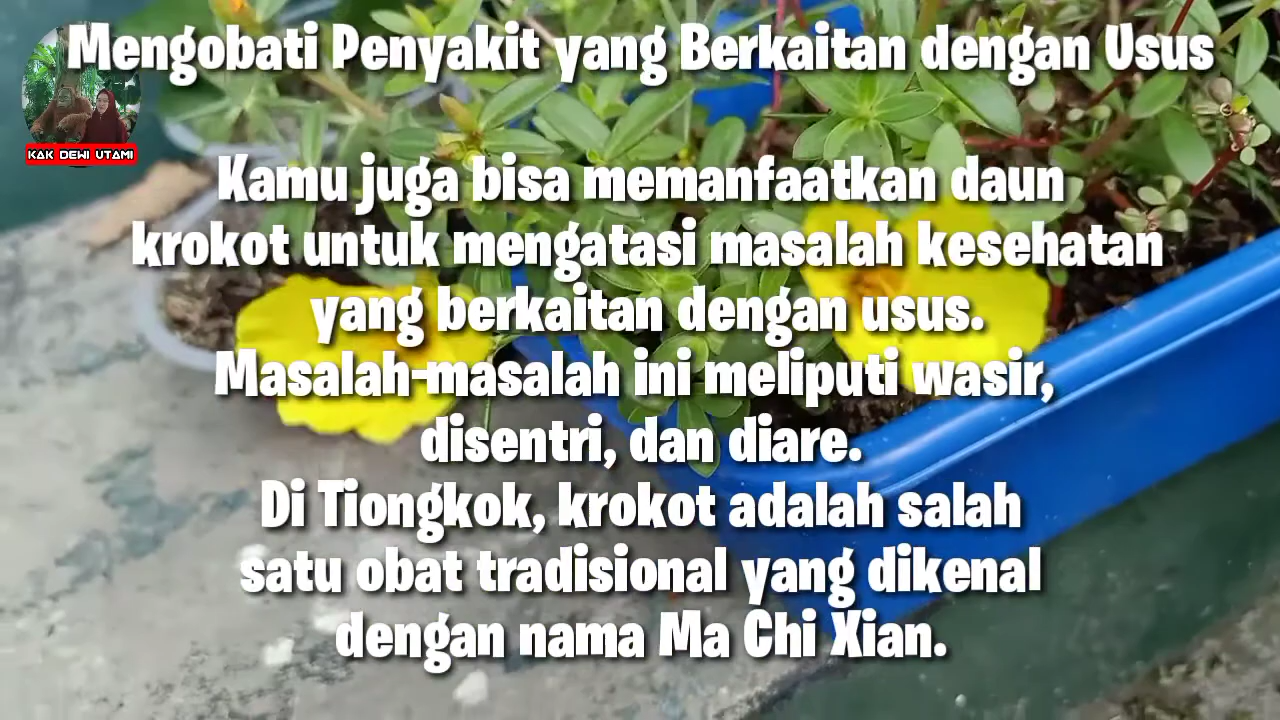 Mengobati Penyakit yang Berkaitan dengan Usus
KAK DEWI UTAMI
Kamu juga bisa memanfaatkan daun
krokot untuk mengatasi masalah kesehatan
yang berkaitan dengan usus.
Masalah-masalah ini meliputi wasir,
disentri, dan diare.
Di Tiongkok, krokot adalah salah
satu obat tradisional yang dikenal
dengan nama Ma Chi Xian.